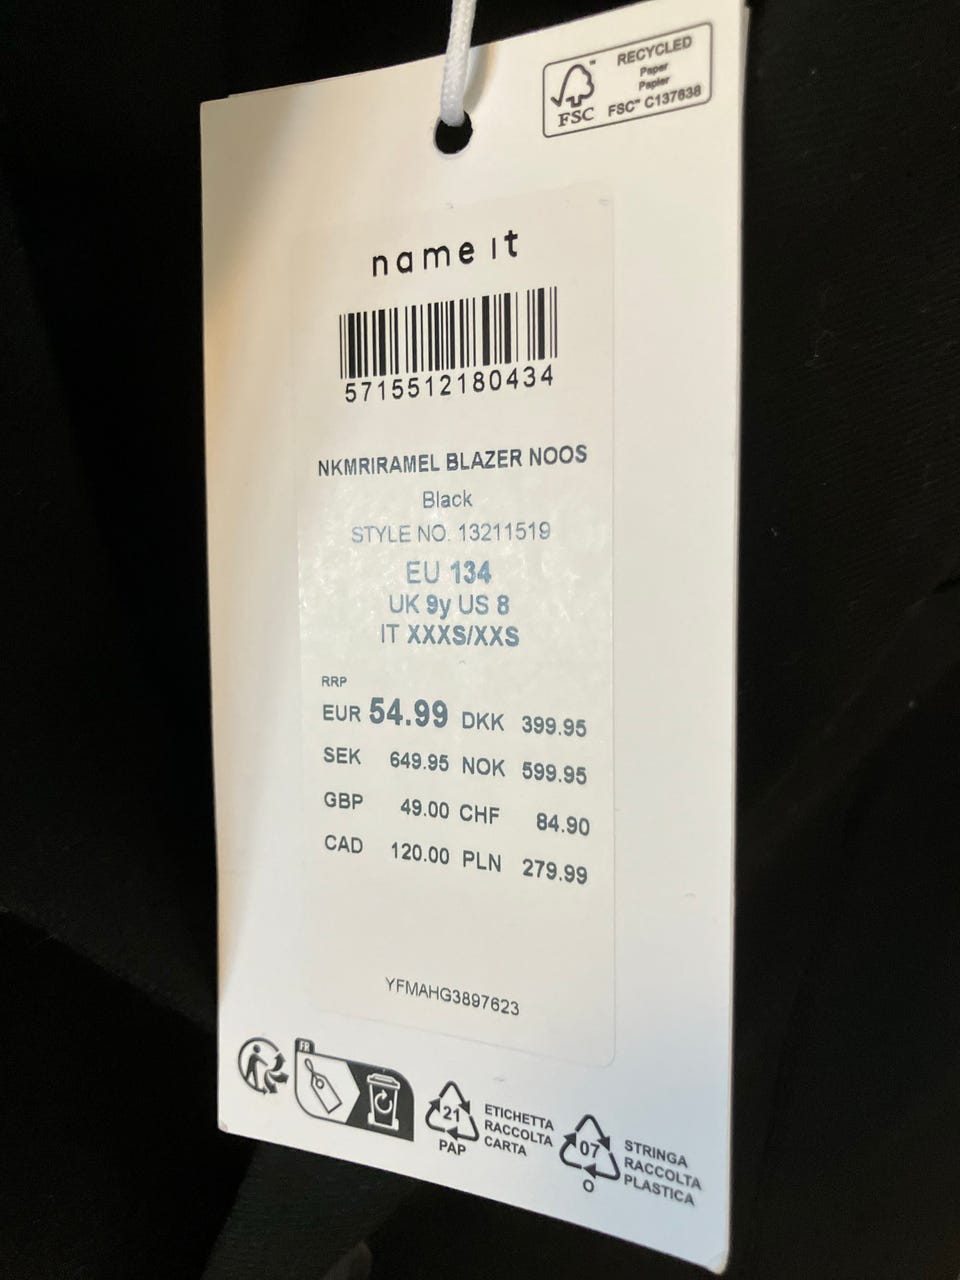 RECYCLED
Paper
Papier
FSC™ C137638
FSC™
name it
5715512180434
NKMRIRAMEL BLAZER NOOS
Black
STYLE NO. 13211519
EU 134
UK 9y US 8
IT XXXS/XXS
RRP
EUR 54.99 DKK 399.95
SEK 649.95 NOK 599.95
GBP 49.00 CHF 84.90
CAD 120.00 PLN 279.99
YFMAHG3897623
FR
21
PAP
ETICHETTA
RACCOLTA
CARTA
07
O
STRINGA
RACCOLTA
PLASTICA